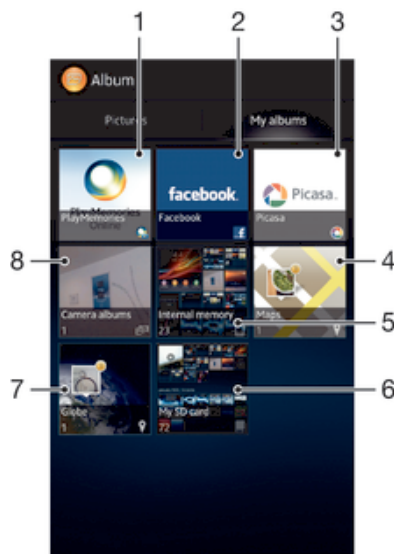 1 2 3
Album
Pictures My albums
facebook.
Picasa.
PlayMemories Facebook Picasa
Online
8 4
Camera albums Internal memory Maps
1 23 1
5
7 6
Globe My SD card
1 72